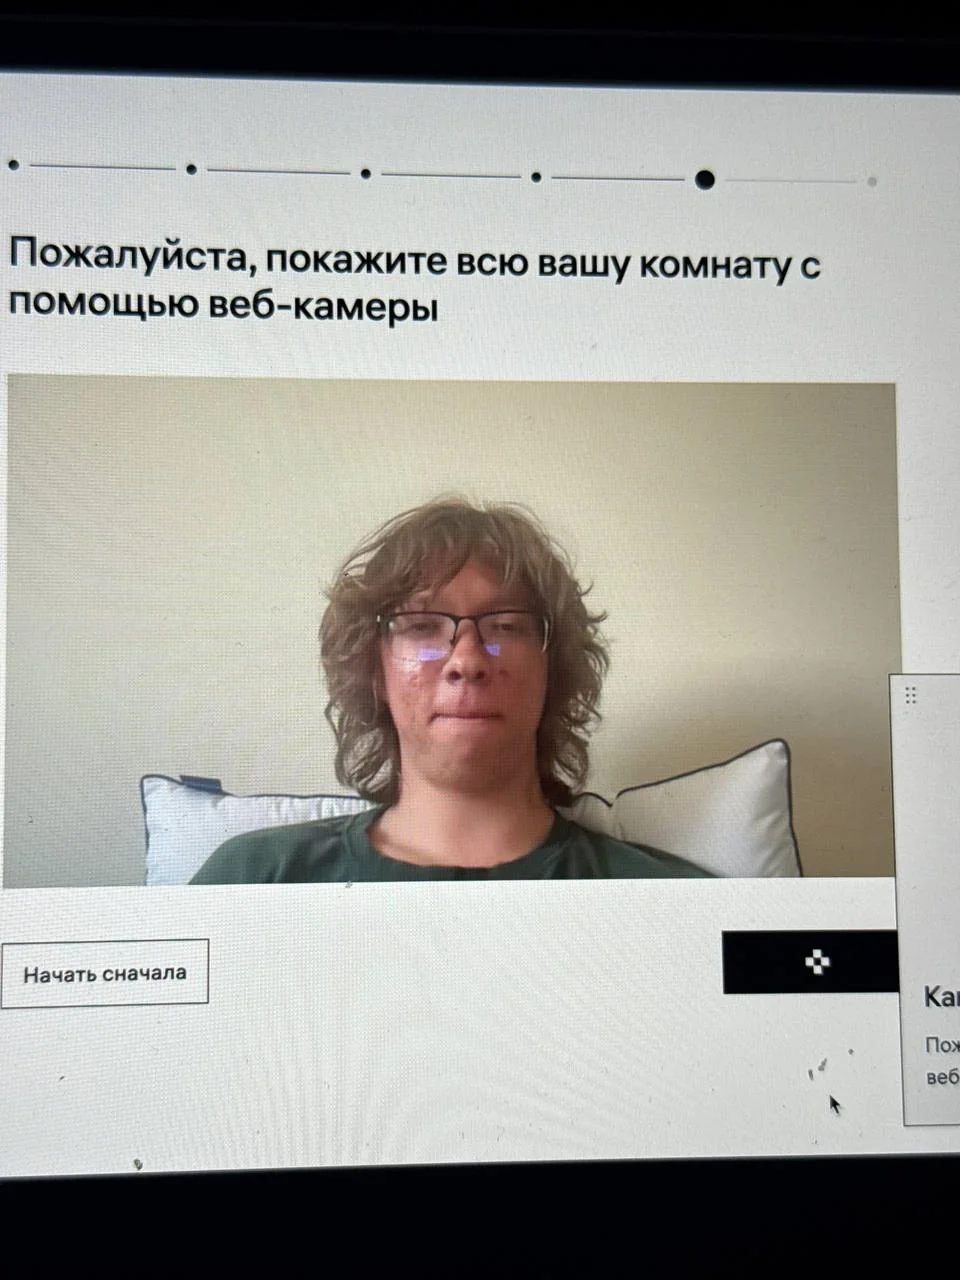 Пожалуйста, покажите всю вашу комнату с
помощью веб-камеры
Начать сначала